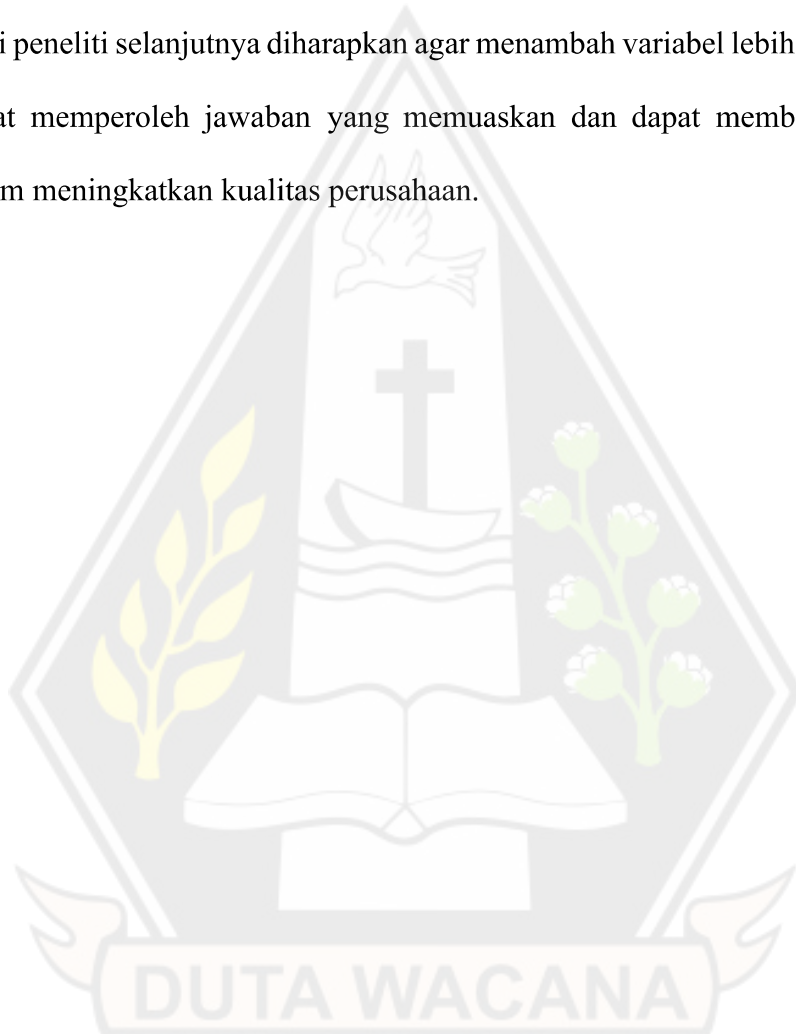 i peneliti selanjutnya diharapkan agar menambah variabel lebih
at memperoleh jawaban yang memuaskan dan dapat memb
m meningkatkan kualitas perusahaan.
DUTA WACANA